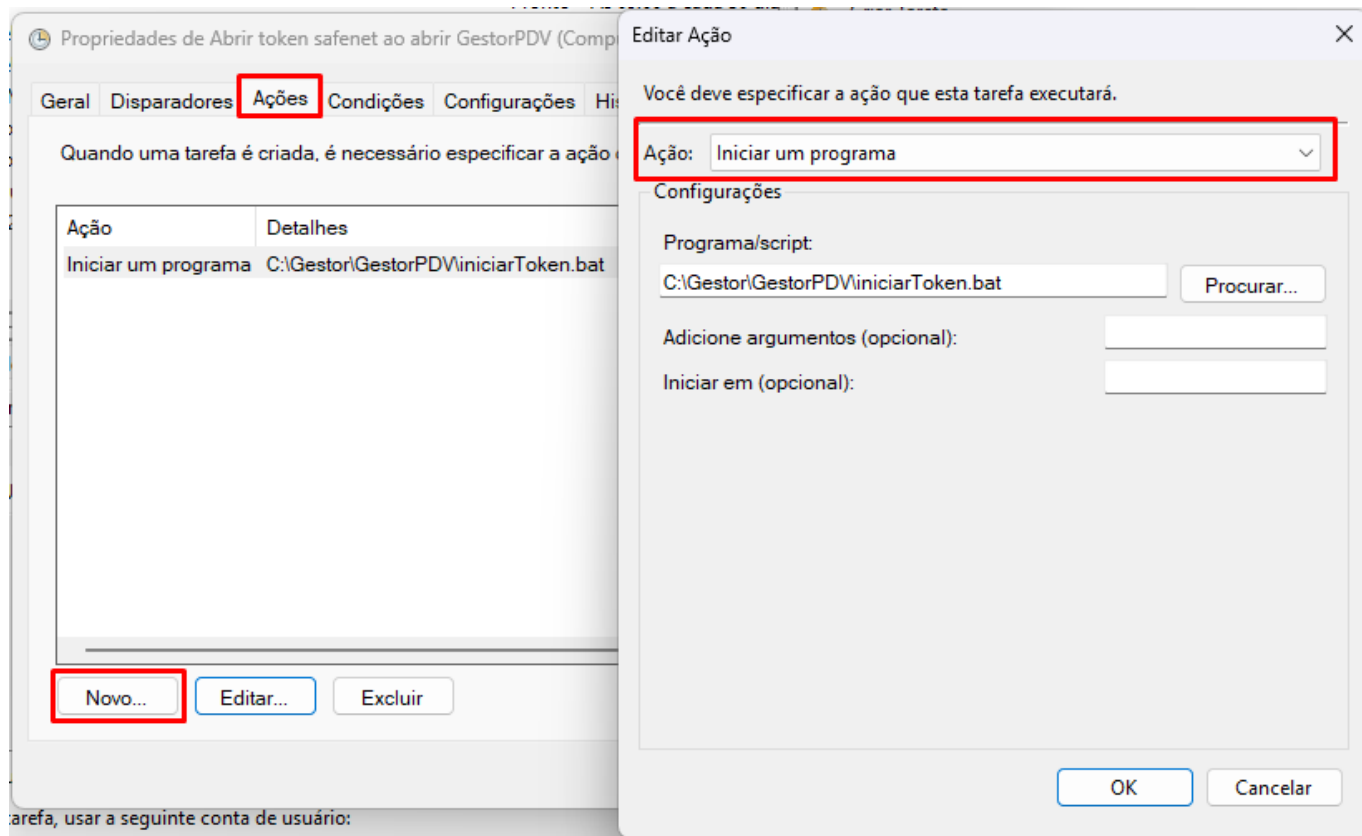 Propriedades de Abrir token safenet ao abrir GestorPDV (Comp
Geral Disparadores Ações Condições Configurações His
Quando uma tarefa é criada, é necessário especificar a ação
Ação Detalhes
Iniciar um programa C:\Gestor\GestorPDV\iniciarToken.bat
Novo... Editar... Excluir
arefa, usar a seguinte conta de usuário:
Editar Ação
Você deve especificar a ação que esta tarefa executará.
Ação: Iniciar um programa
Configurações
Programa/script:
C:\Gestor\GestorPDV\iniciarToken.bat Procurar...
Adicione argumentos (opcional):
Iniciar em (opcional):
OK Cancelar